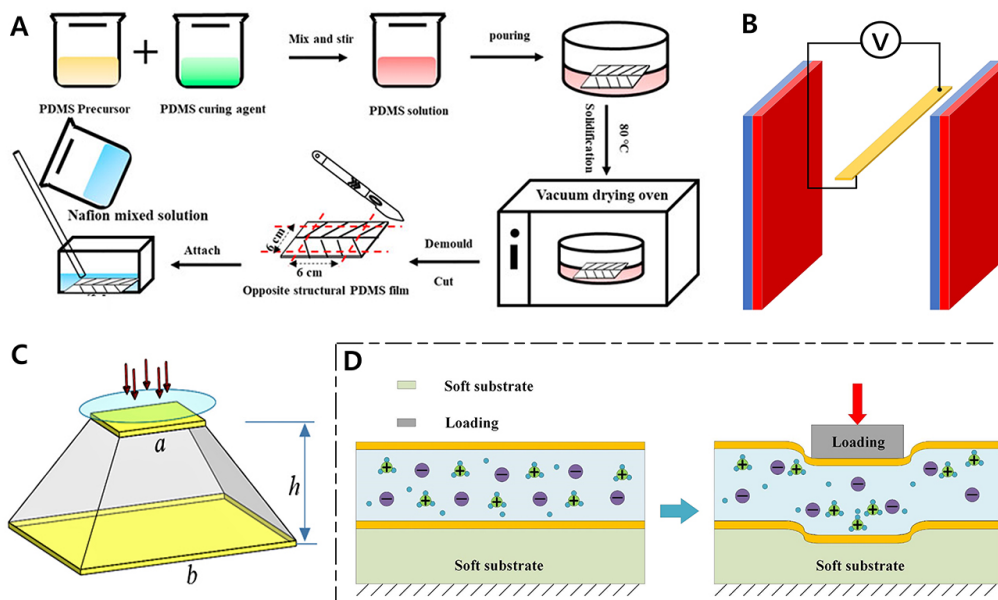 A
Mix and stir
pouring
PDMS Precursor
PDMS curing agent
PDMS solution
80 °C
Solidification
Nafion mixed solution
Vacuum drying oven
6 cm
6 cm
Attach
Demould
Cut
Opposite structural PDMS film
B
V
C
a
h
b
D
Soft substrate
Loading
Loading
+ − + − + −
− + − + − +
+ − − + +
− + + − −
+
Soft substrate
Soft substrate